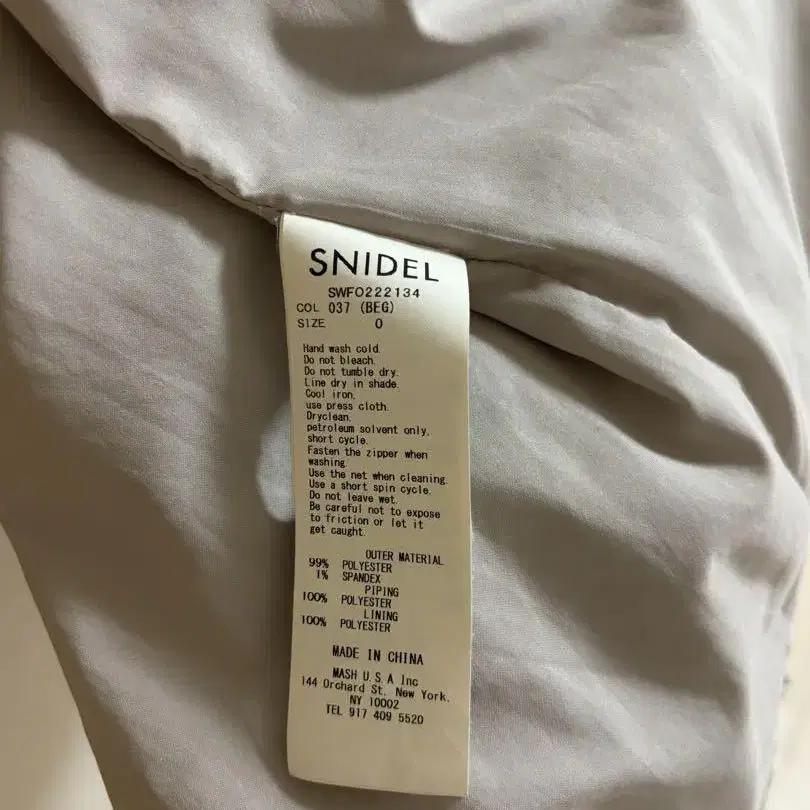 SNIDEL
SWFO222134
COL 037 (BEG)
SIZE 0
Hand wash cold.
Do not bleach.
Do not tumble dry.
Line dry in shade.
Cool iron,
use press cloth.
Dryclean,
petroleum solvent only,
short cycle.
Fasten the zipper when
washing.
Use the net when cleaning.
Use a short spin cycle.
Do not leave wet.
Be careful not to expose
to friction or let it
get caught.
OUTER MATERIAL
99% POLYESTER
1% SPANDEX
PIPING
100% POLYESTER
LINING
100% POLYESTER
MADE IN CHINA
MASH U.S.A Inc
144 Orchard St, New York,
NY 10002
TEL 917 409 5520